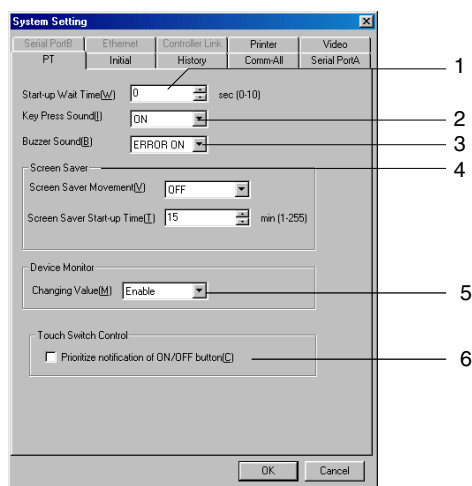 System Setting
Serial PortB Ethernet Controller Link Printer Video
PT Initial History Comm-All Serial PortA
Start-up Wait Time(W) 0 sec (0-10)
1
Key Press Sound(I) ON
2
Buzzer Sound(B) ERROR ON
3
Screen Saver
4
Screen Saver Movement(V) OFF
Screen Saver Start-up Time(T) 15 min (1-255)
Device Monitor
Changing Value(M) Enable
5
Touch Switch Control
Prioritize notification of ON/OFF button(C)
6
OK Cancel